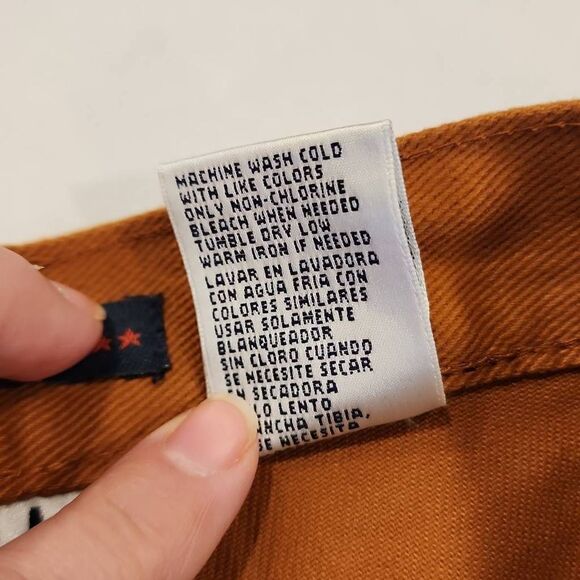 MACHINE WASH COLD
WITH LIKE COLORS
ONLY NON-CHLORINE
BLEACH WHEN NEEDED
TUMBLE DRY LOW
WARM IRON IF NEEDED
LAVAR EN LAVADORA
CON AGUA FRIA CON
COLORES SIMILARES
USAR SOLAMENTE
BLANQUEADOR
SIN CLORO CUANDO
SE NECESITE SECAR
SECADORA
LENTO
TIBIA,
NECESITA